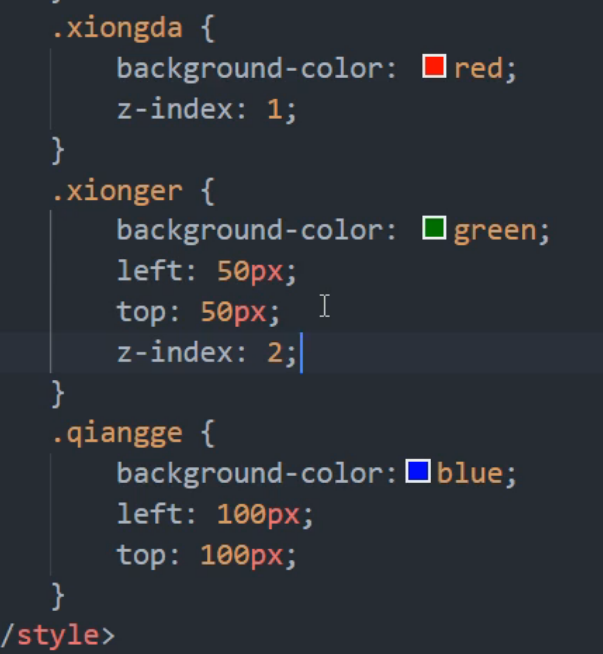 .xiongda {
background-color: red;
z-index: 1;
}
.xionger {
background-color: green;
left: 50px;
top: 50px;
z-index: 2;
}
.qiangge {
background-color: blue;
left: 100px;
top: 100px;
}
/style>